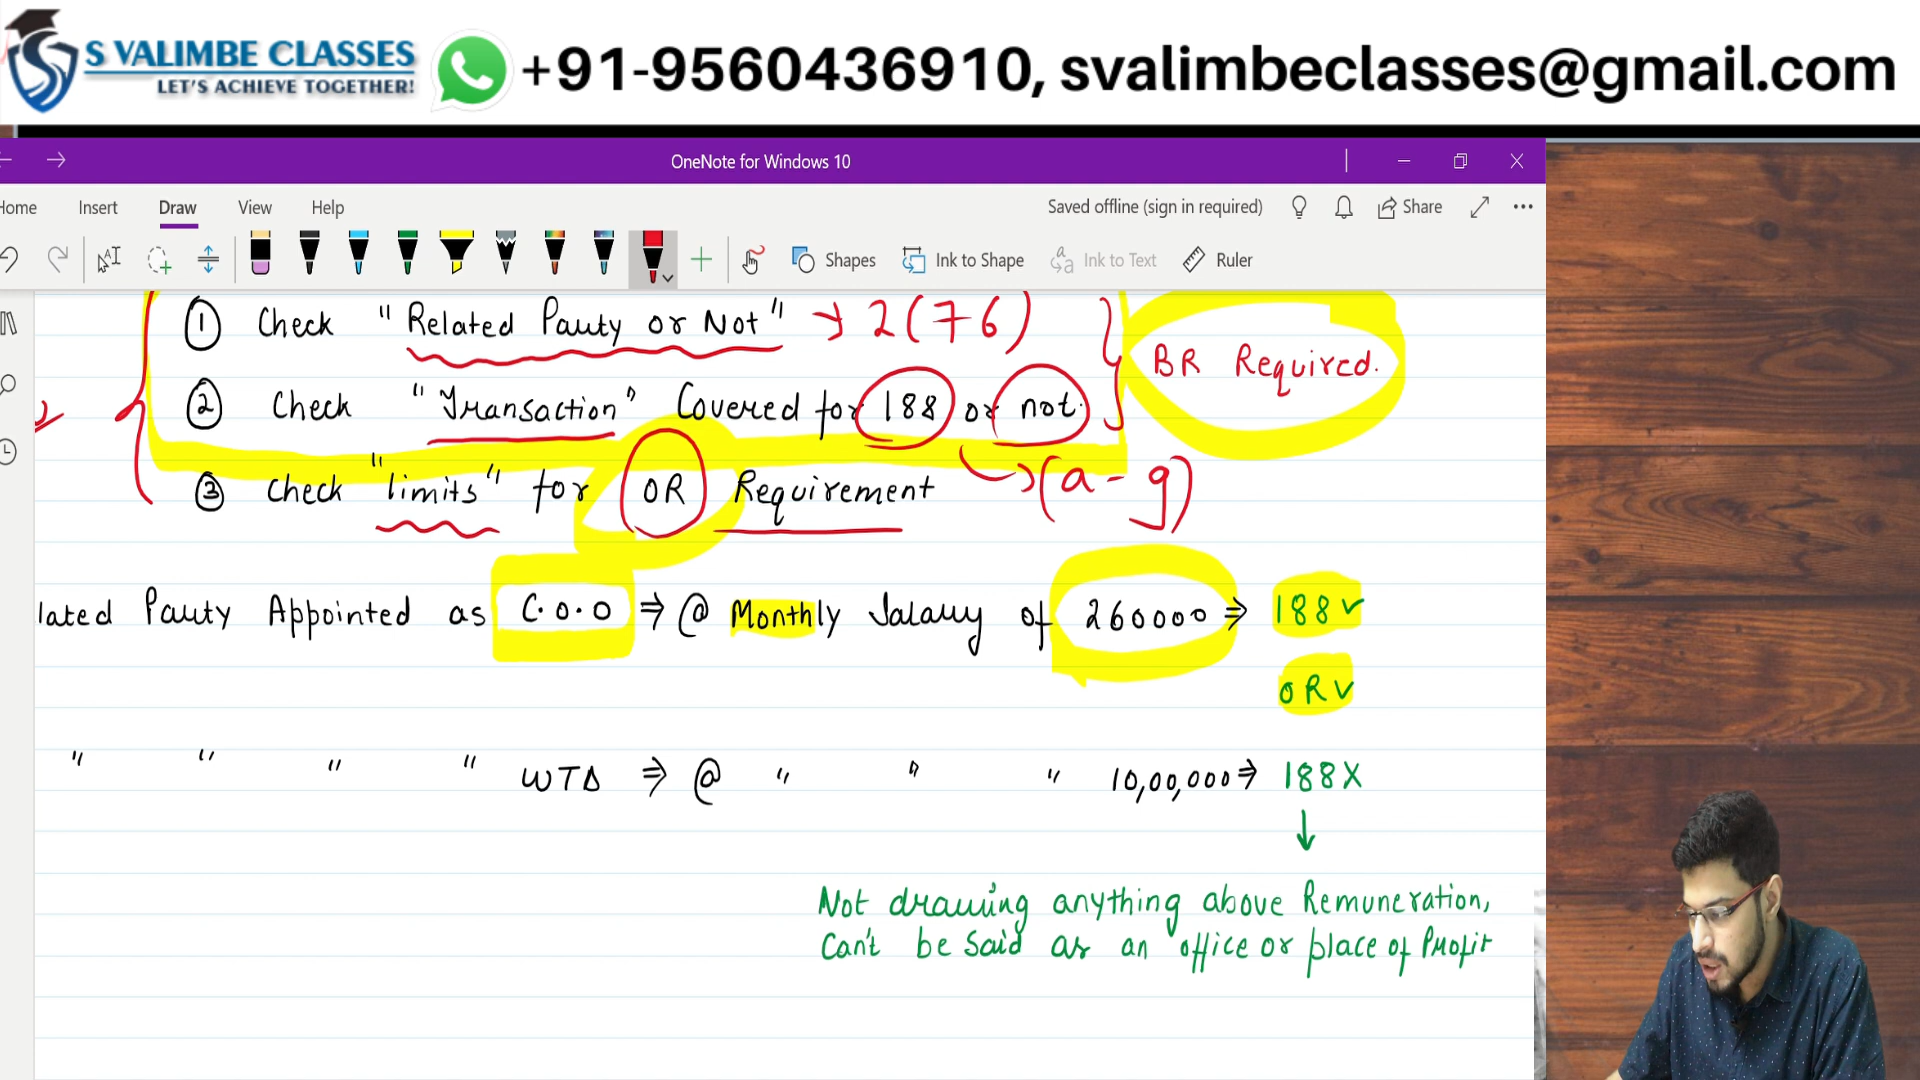 S VALIMBE CLASSES
LET'S ACHIEVE TOGETHER!
+91-9560436910, svalimbeclasses@gmail.com
OneNote for Windows 10
Home Insert Draw View Help
Saved offline (sign in required) Share
Shapes Ink to Shape Ink to Text Ruler
① Check "Related Party or Not" → 2(76)
BR Required.
② Check "Transaction" Covered for 188 or not.
③ Check "limits" for OR Requirement → (a - g)
lated Party Appointed as C.O.O ⇒ @ Monthly Salary of 260000 ⇒ 188 ✓
OR ✓
" " " " WTD ⇒ @ " " " 10,00,000 ⇒ 188X
↓
Not drawing anything above Remuneration,
Can't be said as an office or place of Profit